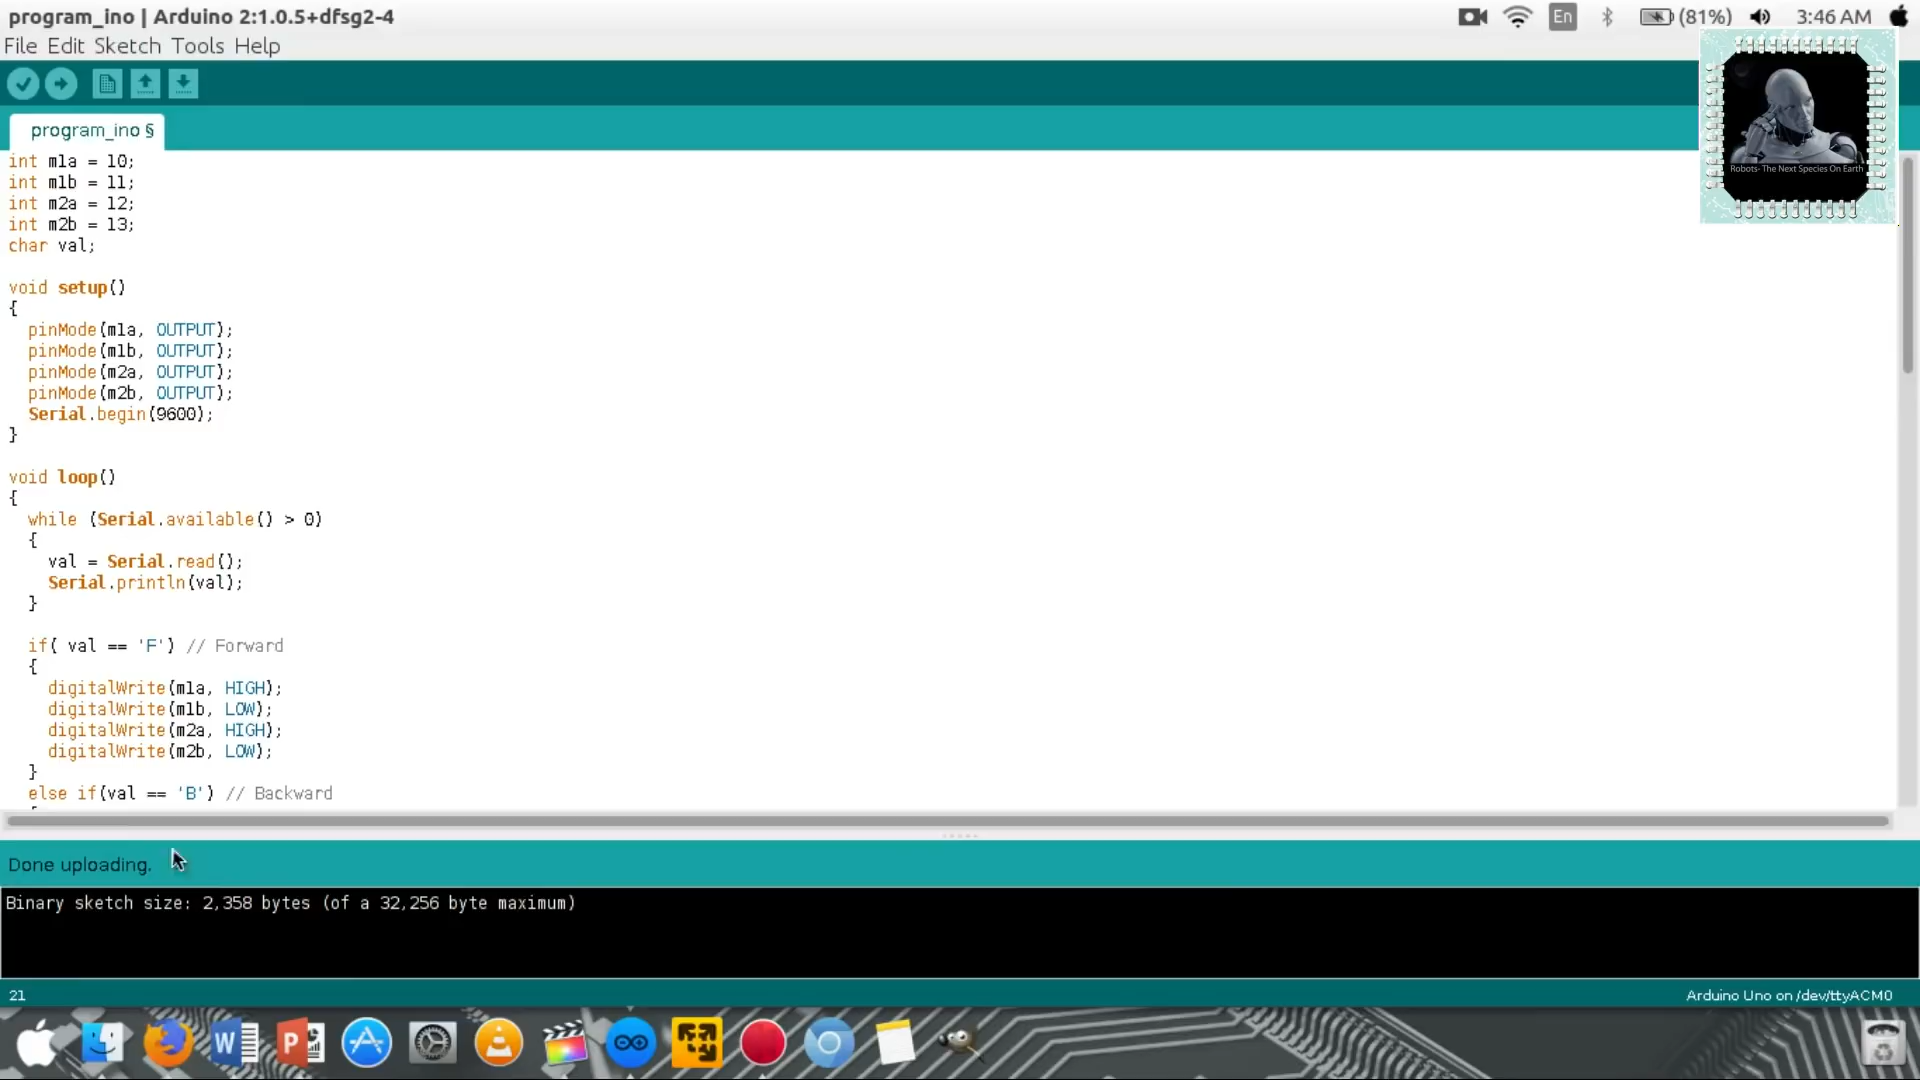 program_ino | Arduino 2:1.0.5+dfsg2-4
En
(81%)
3:46 AM
File Edit Sketch Tools Help
program_ino §
Robots- The Next Species On Earth
int m1a = 10;
int m1b = 11;
int m2a = 12;
int m2b = 13;
char val;
void setup()
{
pinMode(m1a, OUTPUT);
pinMode(m1b, OUTPUT);
pinMode(m2a, OUTPUT);
pinMode(m2b, OUTPUT);
Serial.begin(9600);
}
void loop()
{
while (Serial.available() > 0)
{
val = Serial.read();
Serial.println(val);
}
if( val == 'F') // Forward
{
digitalWrite(m1a, HIGH);
digitalWrite(m1b, LOW);
digitalWrite(m2a, HIGH);
digitalWrite(m2b, LOW);
}
else if(val == 'B') // Backward
Done uploading.
Binary sketch size: 2,358 bytes (of a 32,256 byte maximum)
21
Arduino Uno on /dev/ttyACM0
W
P